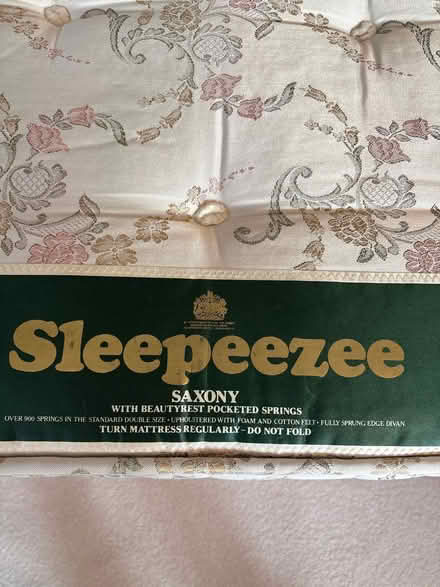 Sleepeezee
SAXONY
WITH BEAUTYREST POCKETED SPRINGS
OVER 900 SPRINGS IN THE STANDARD DOUBLE SIZE • UPHOLSTERED WITH FOAM AND COTTON FELT • FULLY SPRUNG EDGE DIVAN
TURN MATTRESS REGULARLY – DO NOT FOLD